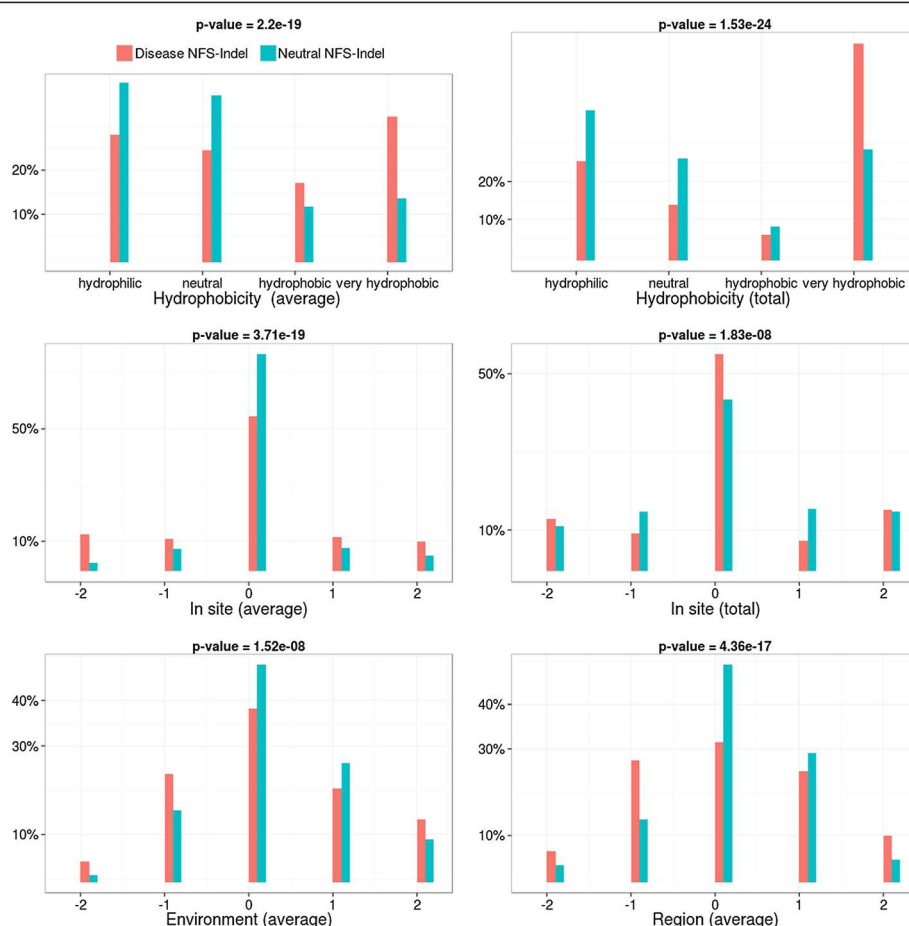 p-value = 2.2e-19
Disease NFS-Indel Neutral NFS-Indel
20%
10%
hydrophilic neutral hydrophobic very hydrophobic
Hydrophobicity (average)
p-value = 1.53e-24
20%
10%
hydrophilic neutral hydrophobic very hydrophobic
Hydrophobicity (total)
p-value = 3.71e-19
50%
10%
-2 -1 0 1 2
In site (average)
p-value = 1.83e-08
50%
10%
-2 -1 0 1 2
In site (total)
p-value = 1.52e-08
40%
30%
10%
-2 -1 0 1 2
Environment (average)
p-value = 4.36e-17
40%
30%
10%
-2 -1 0 1 2
Region (average)